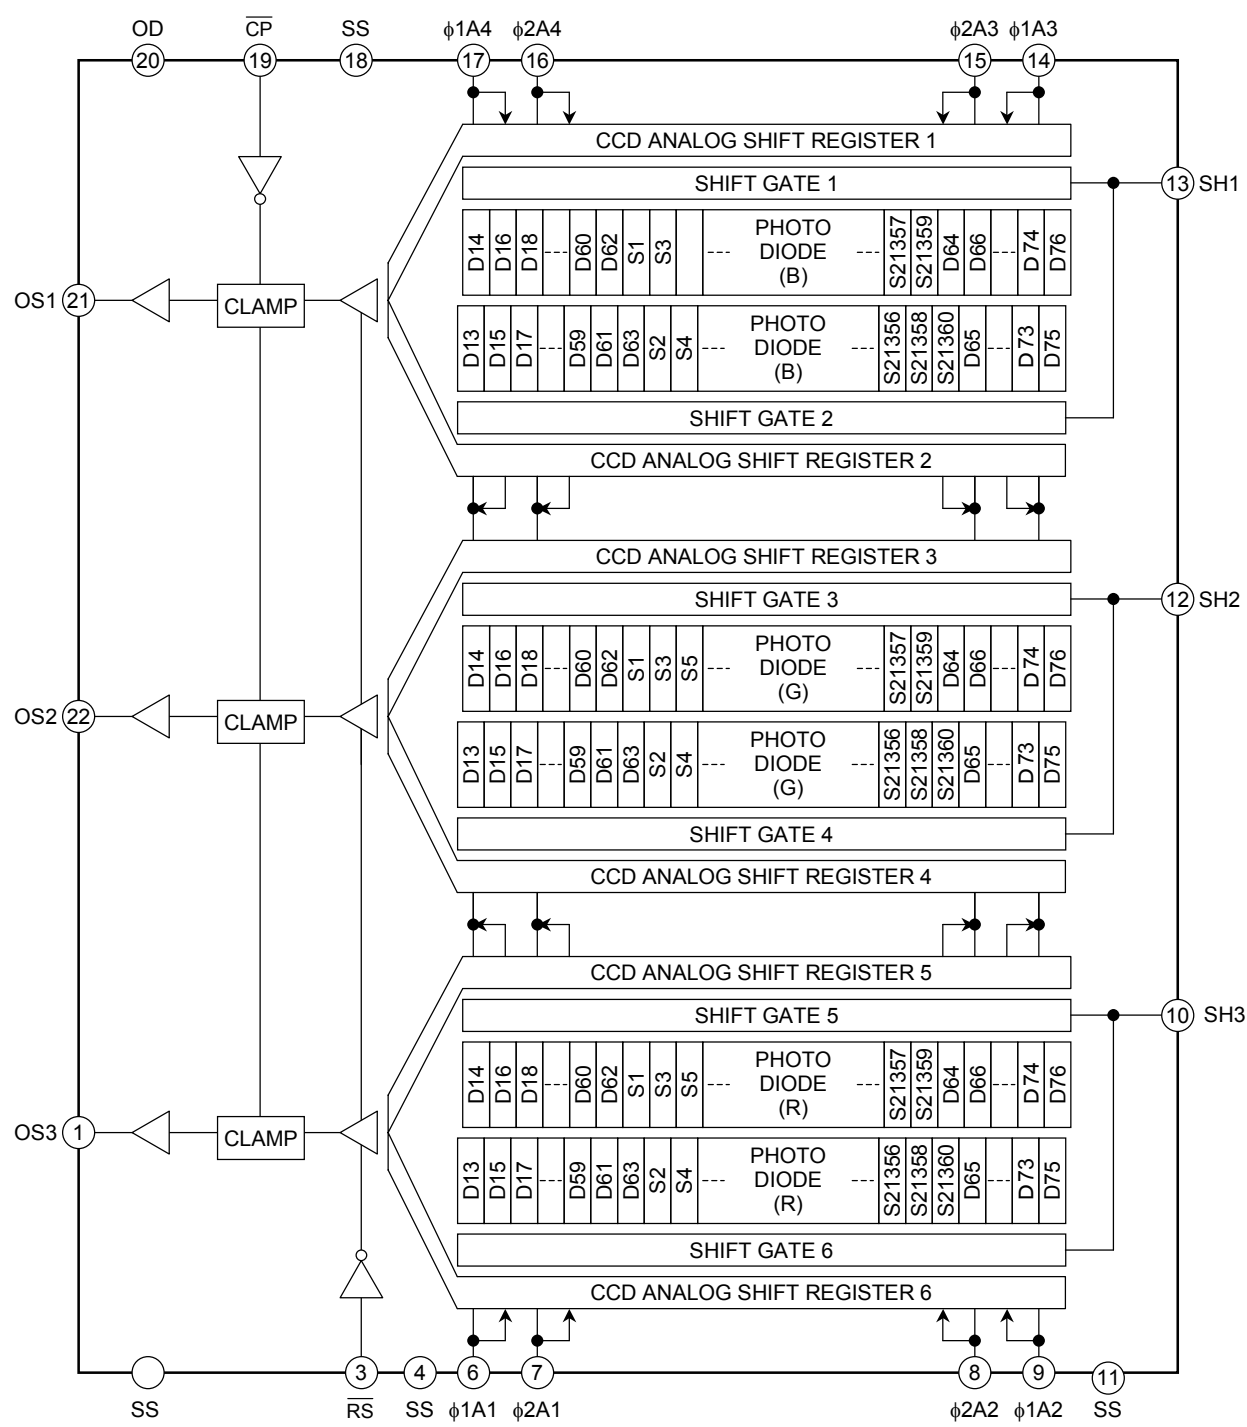 OD CP SS ϕ1A4 ϕ2A4 ϕ2A3 ϕ1A3
20 19 18 17 16 15 14
CCD ANALOG SHIFT REGISTER 1
SHIFT GATE 1
13 SH1
D14 D16 D18 ---- D60 D62 S1 S3 --- PHOTO DIODE (B) --- S21357 S21359 D64 D66 --- D74 D76
OS1 21 CLAMP
D13 D15 D17 ---- D59 D61 D63 S2 S4 --- PHOTO DIODE (B) --- S21356 S21358 S21360 D65 --- D73 D75
SHIFT GATE 2
CCD ANALOG SHIFT REGISTER 2
CCD ANALOG SHIFT REGISTER 3
SHIFT GATE 3
12 SH2
D14 D16 D18 ---- D60 D62 S1 S3 S5 --- PHOTO DIODE (G) --- S21357 S21359 D64 D66 --- D74 D76
OS2 22 CLAMP
D13 D15 D17 ---- D59 D61 D63 S2 S4 --- PHOTO DIODE (G) --- S21356 S21358 S21360 D65 --- D73 D75
SHIFT GATE 4
CCD ANALOG SHIFT REGISTER 4
CCD ANALOG SHIFT REGISTER 5
SHIFT GATE 5
10 SH3
D14 D16 D18 ---- D60 D62 S1 S3 S5 --- PHOTO DIODE (R) --- S21357 S21359 D64 D66 --- D74 D76
OS3 1 CLAMP
D13 D15 D17 ---- D59 D61 D63 S2 S4 --- PHOTO DIODE (R) --- S21356 S21358 S21360 D65 --- D73 D75
SHIFT GATE 6
CCD ANALOG SHIFT REGISTER 6
3 4 6 7 8 9 11
SS RS SS ϕ1A1 ϕ2A1 ϕ2A2 ϕ1A2 SS